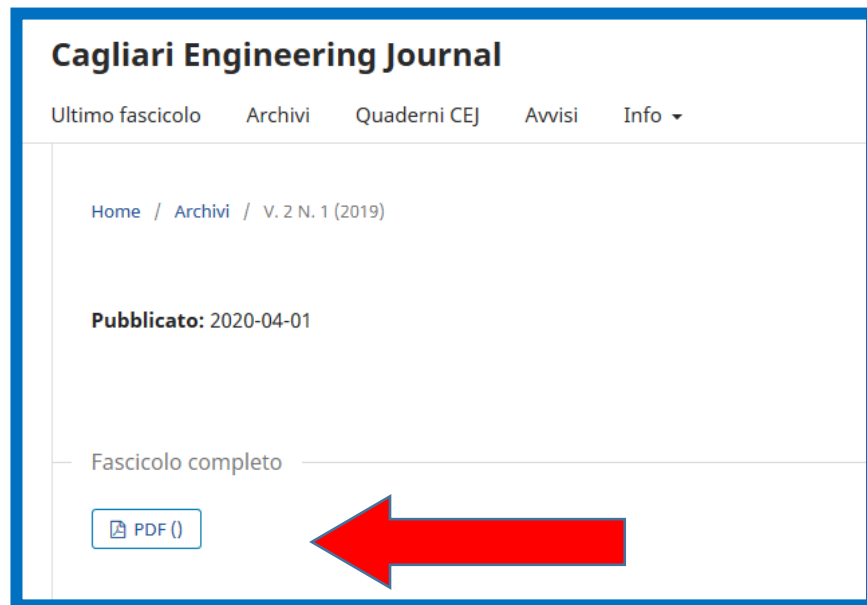 Cagliari Engineering Journal
Ultimo fascicolo Archivi Quaderni CEJ Avvisi Info
Home / Archivi / V. 2 N. 1 (2019)
Pubblicato: 2020-04-01
Fascicolo completo
PDF ()